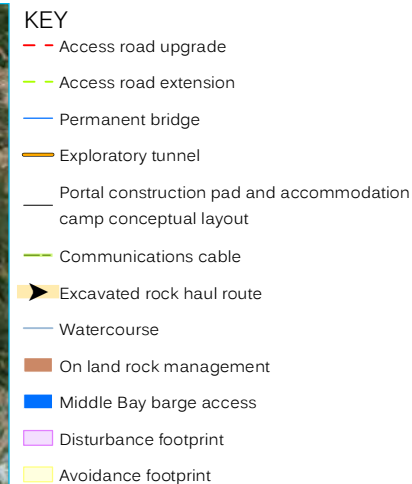 KEY
Access road upgrade
Access road extension
Permanent bridge
Exploratory tunnel
Portal construction pad and accommodation
camp conceptual layout
Communications cable
Excavated rock haul route
Watercourse
On land rock management
Middle Bay barge access
Disturbance footprint
Avoidance footprint